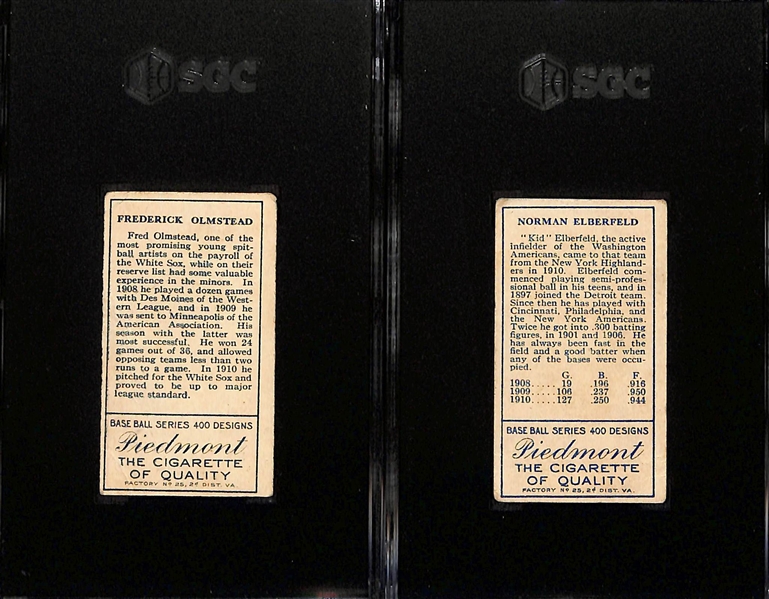 SGC
FREDERICK OLMSTEAD
Fred Olmstead, one of the
most promising young spit-
ball artists on the payroll of
the White Sox, while on their
reserve list had some valuable
experience in the minors. In
1908 he played a dozen games
with Des Moines of the West-
ern League, and in 1909 he
was sent to Minneapolis of the
American Association. His
season with the latter was
most successful. He won 24
games out of 36, and allowed
opposing teams less than two
runs to a game. In 1910 he
pitched for the White Sox and
proved to be up to major
league standard.
BASE BALL SERIES 400 DESIGNS
Piedmont
THE CIGARETTE
OF QUALITY
FACTORY Nº 25, 2d DIST. VA.
SGC
NORMAN ELBERFELD
"Kid" Elberfeld, the active
infielder of the Washington
Americans, came to that team
from the New York Highland-
ers in 1910. Elberfeld com-
menced playing semi-profes-
sional ball in his teens, and in
1897 joined the Detroit team.
Since then he has played with
Cincinnati, Philadelphia, and
the New York Americans.
Twice he got into .300 batting
figures, in 1901 and 1906. He
has always been fast in the
field and a good batter when
any of the bases were occu-
pied.
G. B. F.
1908..... 19 .196 .916
1909.....106 .237 .950
1910.....127 .250 .944
BASE BALL SERIES 400 DESIGNS
Piedmont
THE CIGARETTE
OF QUALITY
FACTORY Nº 25, 2d DIST. VA.